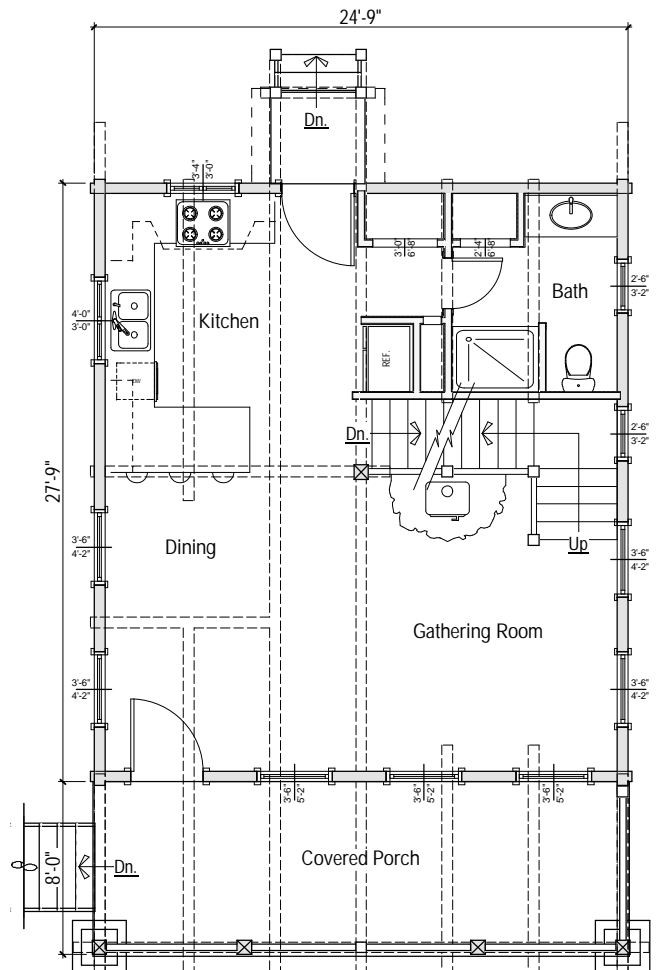 24'-9"
Dn.
3'-4"
3'-0"
3'-0"
6'-8"
2'-4"
6'-8"
Bath
2'-6"
3'-2"
4'-0"
3'-0"
Kitchen
REF.
DW
Dn.
2'-6"
3'-2"
27'-9"
3'-6"
4'-2"
Dining
Up
3'-6"
4'-2"
Gathering Room
3'-6"
4'-2"
3'-6"
4'-2"
3'-6"
5'-2"
3'-6"
5'-2"
3'-6"
5'-2"
Covered Porch
8'-0"
Dn.